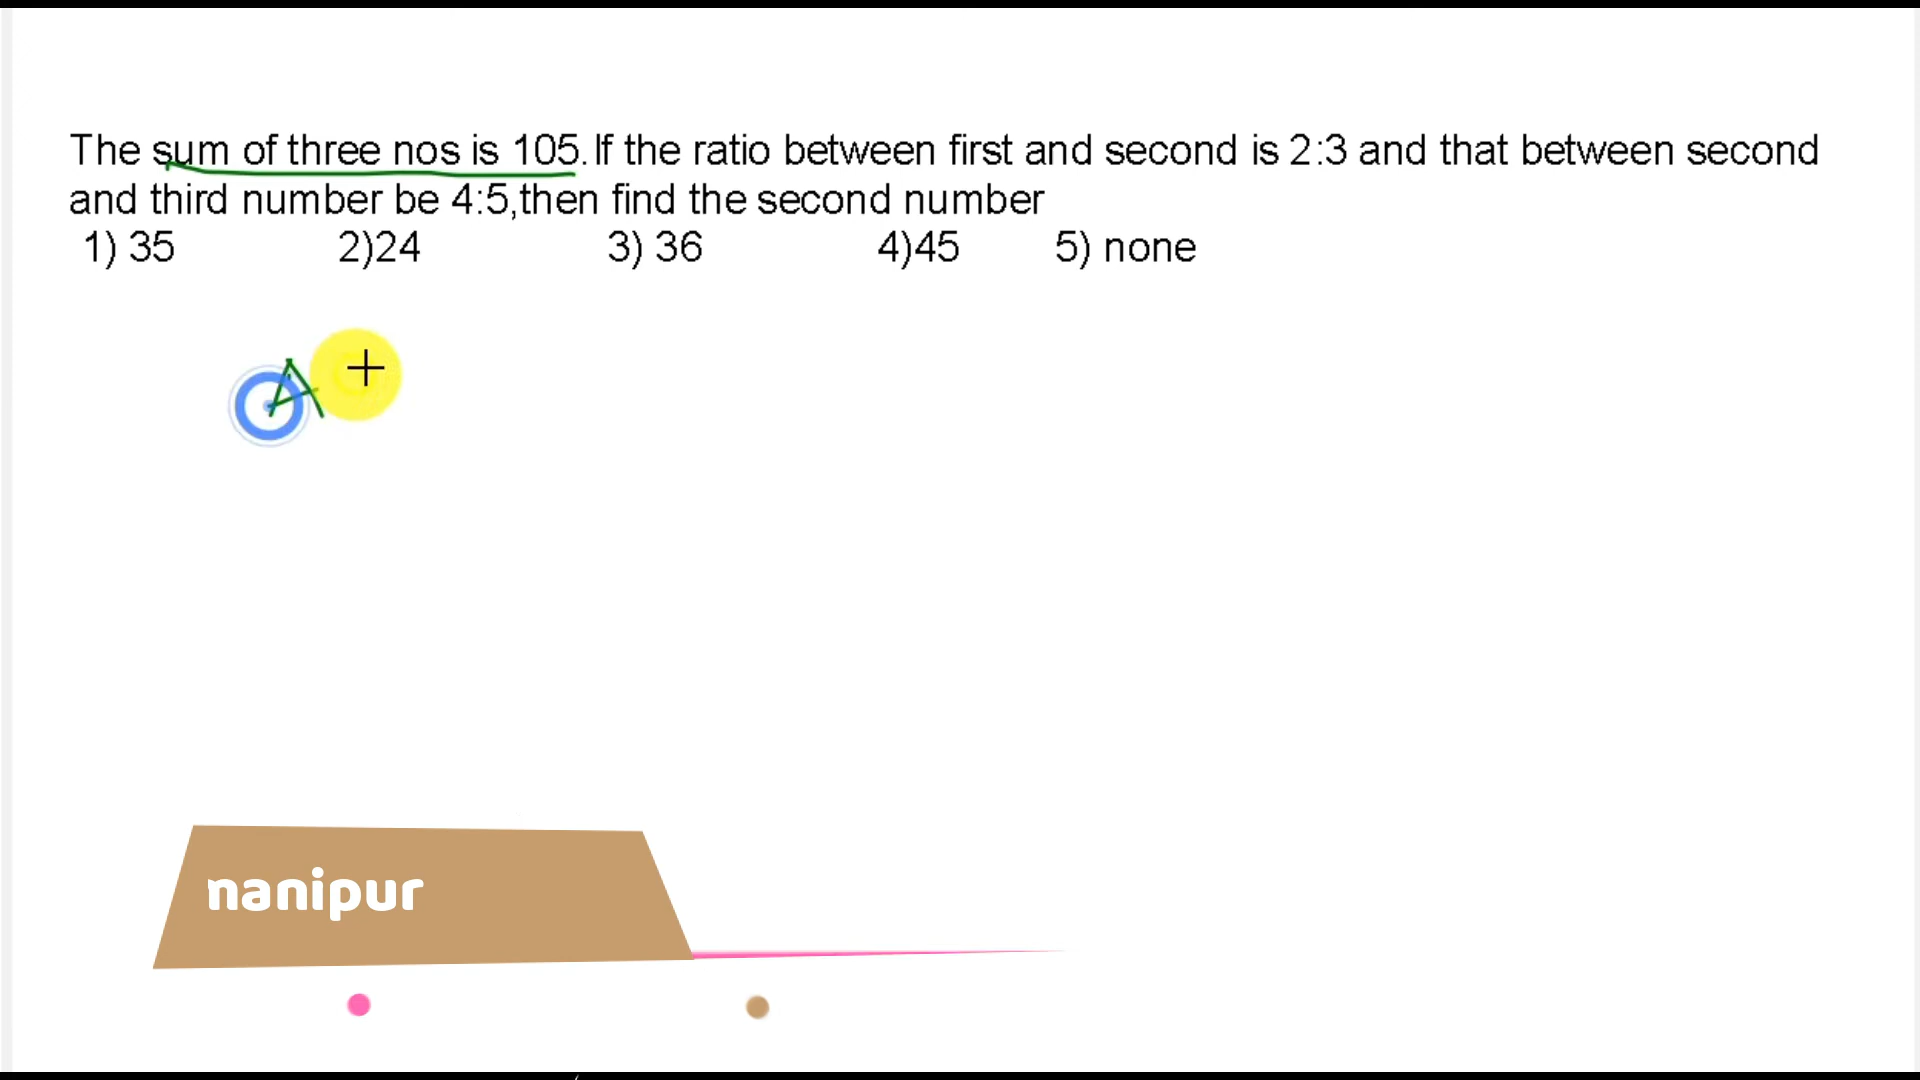 The sum of three nos is 105.If the ratio between first and second is 2:3 and that between second
and third number be 4:5,then find the second number
1) 35 2)24 3) 36 4)45 5) none
A
nanipur